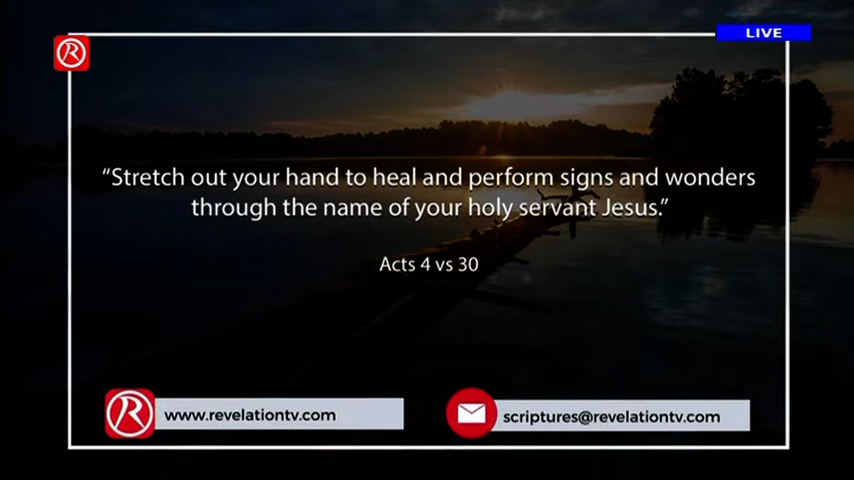 LIVE
R
“Stretch out your hand to heal and perform signs and wonders
through the name of your holy servant Jesus.”
Acts 4 vs 30
R
www.revelationtv.com
scriptures@revelationtv.com